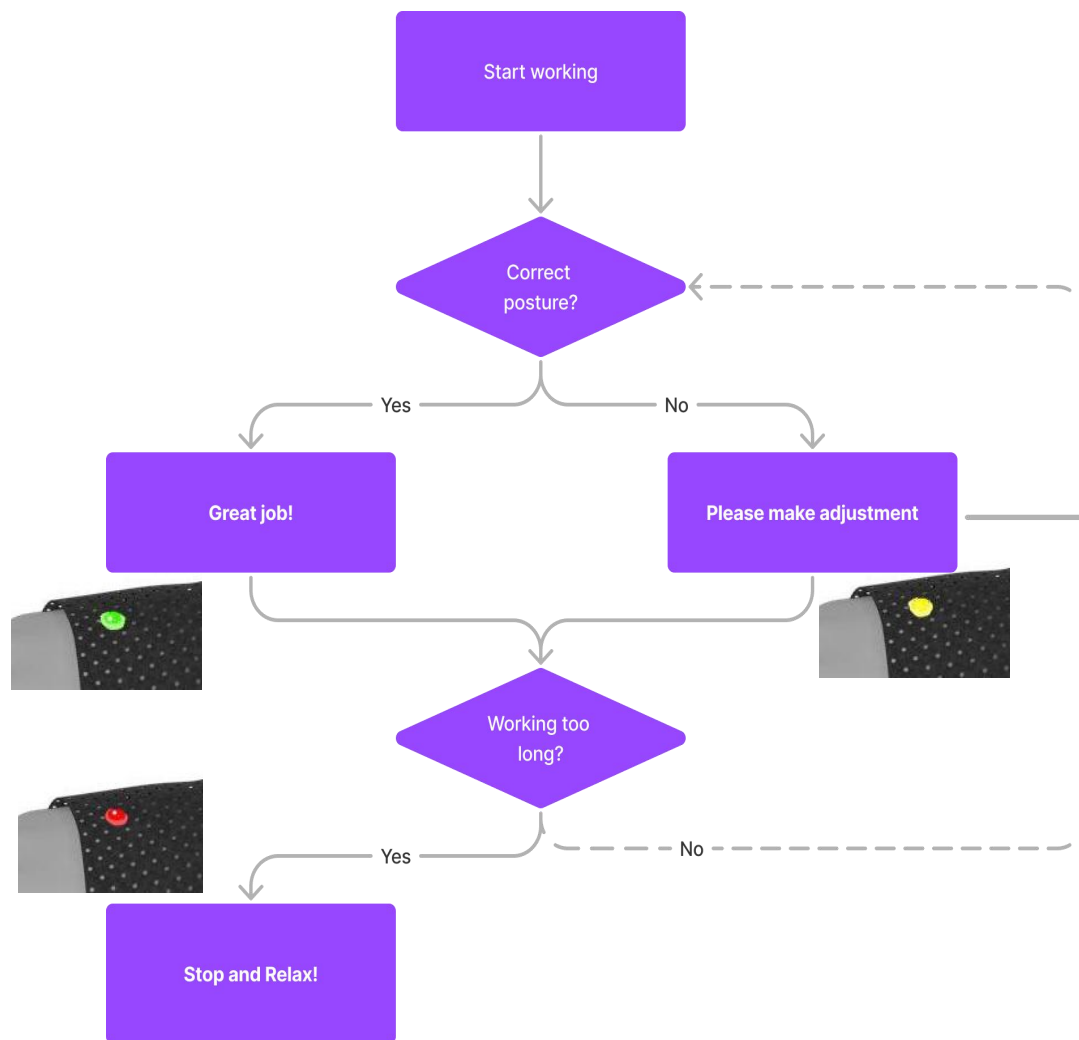 Start working
Correct
posture?
Yes
No
Great job!
Please make adjustment
Working too
long?
Yes
No
Stop and Relax!